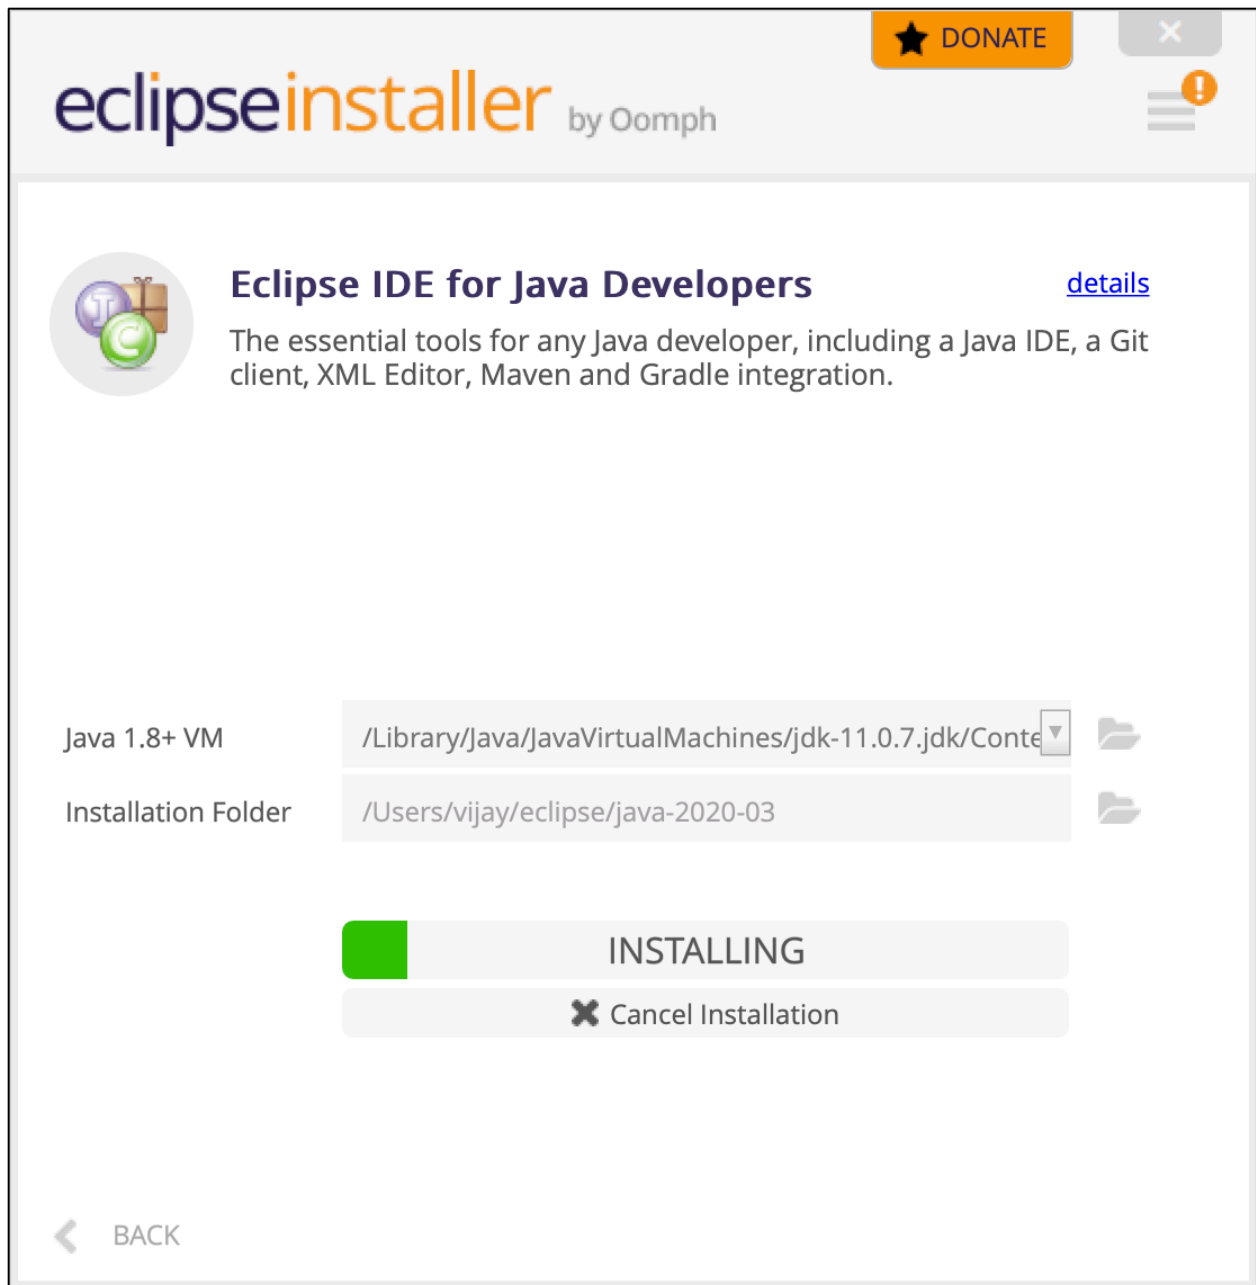 DONATE
eclipseinstaller by Oomph
Eclipse IDE for Java Developers
details
The essential tools for any Java developer, including a Java IDE, a Git
client, XML Editor, Maven and Gradle integration.
Java 1.8+ VM
/Library/Java/JavaVirtualMachines/jdk-11.0.7.jdk/Conte
Installation Folder
/Users/vijay/eclipse/java-2020-03
INSTALLING
Cancel Installation
BACK